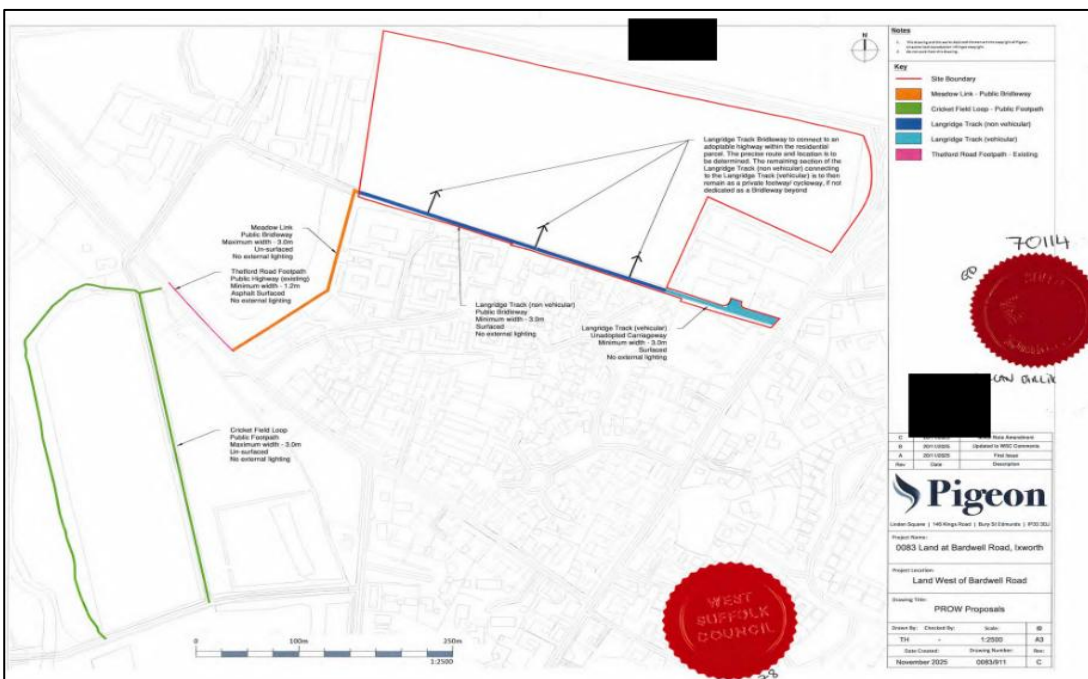 N
Langridge Track Bridleway to connect to an
adoptable highway within the residential
parcel. The precise route and location is to
be determined. The remaining section of the
Langridge Track (non vehicular) connecting
to the Langridge Track (vehicular) is to then
remain as a private footway/ cycleway, if not
dedicated as a Bridleway beyond
Meadow Link
Public Bridleway
Maximum width - 3.0m
Un-surfaced
No external lighting
Thetford Road Footpath
Public Highway (existing)
Minimum width - 1.2m
Asphalt Surfaced
No external lighting
Langridge Track (non vehicular)
Public Bridleway
Minimum width - 3.0m
Surfaced
No external lighting
Langridge Track (vehicular)
Unadopted Carriageway
Minimum width - 3.0m
Surfaced
No external lighting
Cricket Field Loop
Public Footpath
Maximum width - 3.0m
Un-surfaced
No external lighting
0 100m 250m
1:2500
WEST
SUFFOLK
COUNCIL
Notes
Key
Site Boundary
Meadow Link - Public Bridleway
Cricket Field Loop - Public Footpath
Langridge Track (non vehicular)
Langridge Track (vehicular)
Thetford Road Footpath - Existing
70114
C Amendment
B 20/11/2025 Updated to WSC Comments
A 20/11/2025 First Issue
Rev Date Description
Pigeon
Linden Square | 146 Kings Road | Bury St Edmunds | IP33 3DJ
Project Name:
0083 Land at Bardwell Road, Ixworth
Project Location:
Land West of Bardwell Road
Drawing Title:
PROW Proposals
Drawn By: Checked By: Scale: @
TH - 1:2500 A3
Date Created: Drawing Number: Rev:
November 2025 0083/911 C